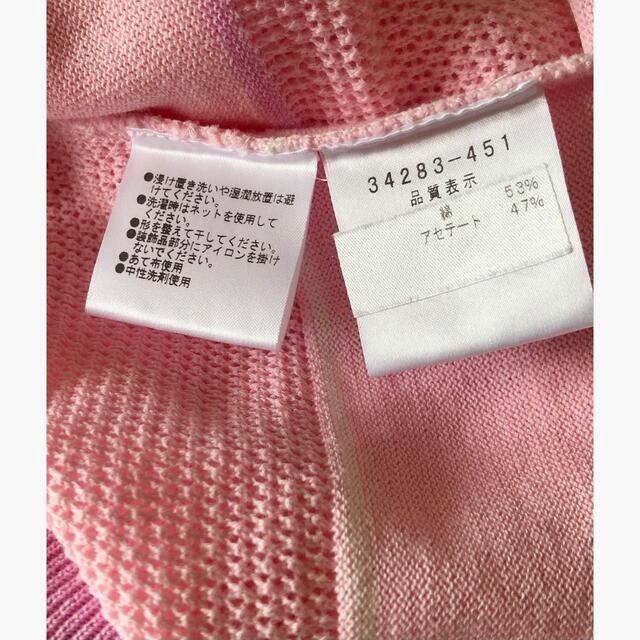 ●浸け置き洗いや湿潤放置は避
けてください。
●洗濯時はネットを使用して
ください。
●形を整えて干してください。
●装飾品部分にアイロンを掛け
ないでください。
●あて布使用
●中性洗剤使用
34283-451
品質表示
綿 53%
アセテート 47%